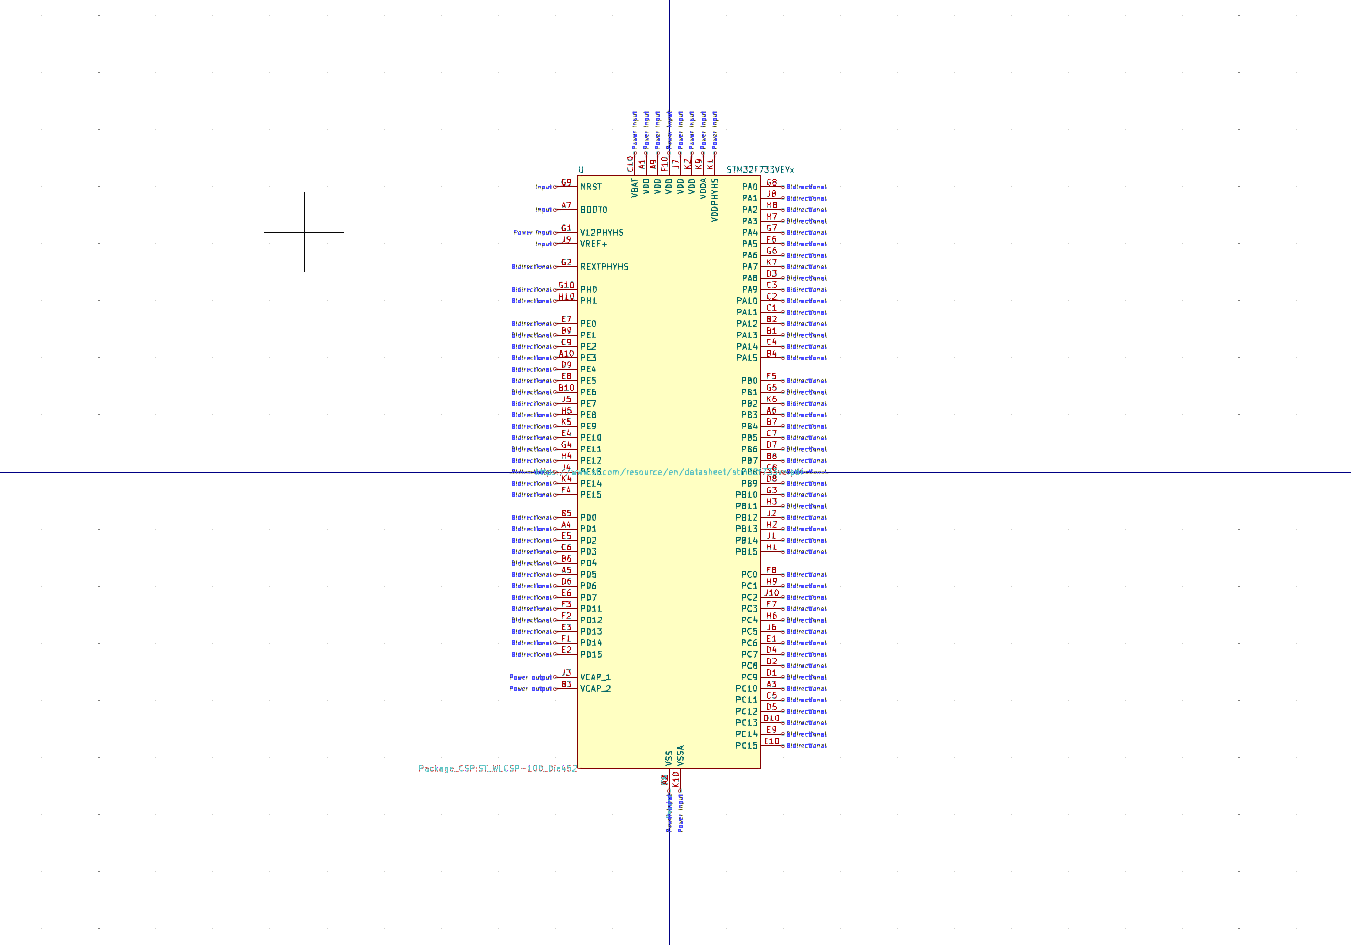 Power input Power input Power input Power input Power input Power input Power input Power input
C10 A1 A9 F10 J7 K2 K9 K1
U STM32F733VEYx
VBAT VDD VDD VDD VDD VDD VDDA VDDPHYHS
Input G9 NRST
Input A7 BOOT0
Power input G1 V12PHYHS
Input J9 VREF+
Bidirectional G2 REXTPHYHS
Bidirectional G10 PH0
Bidirectional H10 PH1
Bidirectional E7 PE0
Bidirectional B9 PE1
Bidirectional C9 PE2
Bidirectional A10 PE3
Bidirectional D9 PE4
Bidirectional E8 PE5
Bidirectional B10 PE6
Bidirectional J5 PE7
Bidirectional H5 PE8
Bidirectional K5 PE9
Bidirectional E4 PE10
Bidirectional G4 PE11
Bidirectional H4 PE12
Bidirectional J4 PE13
Bidirectional K4 PE14
Bidirectional F4 PE15
Bidirectional B5 PD0
Bidirectional A4 PD1
Bidirectional E5 PD2
Bidirectional C6 PD3
Bidirectional B6 PD4
Bidirectional A5 PD5
Bidirectional D6 PD6
Bidirectional E6 PD7
Bidirectional F3 PD11
Bidirectional F2 PD12
Bidirectional E3 PD13
Bidirectional F1 PD14
Bidirectional E2 PD15
Power output J3 VCAP_1
Power output B3 VCAP_2
PA0 G8 Bidirectional
PA1 J8 Bidirectional
PA2 H8 Bidirectional
PA3 H7 Bidirectional
PA4 G7 Bidirectional
PA5 F6 Bidirectional
PA6 G6 Bidirectional
PA7 K7 Bidirectional
PA8 D3 Bidirectional
PA9 C3 Bidirectional
PA10 C2 Bidirectional
PA11 C1 Bidirectional
PA12 B2 Bidirectional
PA13 B1 Bidirectional
PA14 C4 Bidirectional
PA15 B4 Bidirectional
PB0 F5 Bidirectional
PB1 G5 Bidirectional
PB2 K6 Bidirectional
PB3 A6 Bidirectional
PB4 B7 Bidirectional
PB5 C7 Bidirectional
PB6 D7 Bidirectional
PB7 B8 Bidirectional
PB8 C8 Bidirectional
PB9 D8 Bidirectional
PB10 G3 Bidirectional
PB11 H3 Bidirectional
PB12 J2 Bidirectional
PB13 H2 Bidirectional
PB14 J1 Bidirectional
PB15 H1 Bidirectional
PC0 F8 Bidirectional
PC1 H9 Bidirectional
PC2 J10 Bidirectional
PC3 F7 Bidirectional
PC4 H6 Bidirectional
PC5 J6 Bidirectional
PC6 E1 Bidirectional
PC7 D4 Bidirectional
PC8 D2 Bidirectional
PC9 D1 Bidirectional
PC10 A3 Bidirectional
PC11 C5 Bidirectional
PC12 D5 Bidirectional
PC13 D10 Bidirectional
PC14 E9 Bidirectional
PC15 E10 Bidirectional
VSS VSSA
Package_CSP:ST_WLCSP-100_Die452
K10
Power input Power input